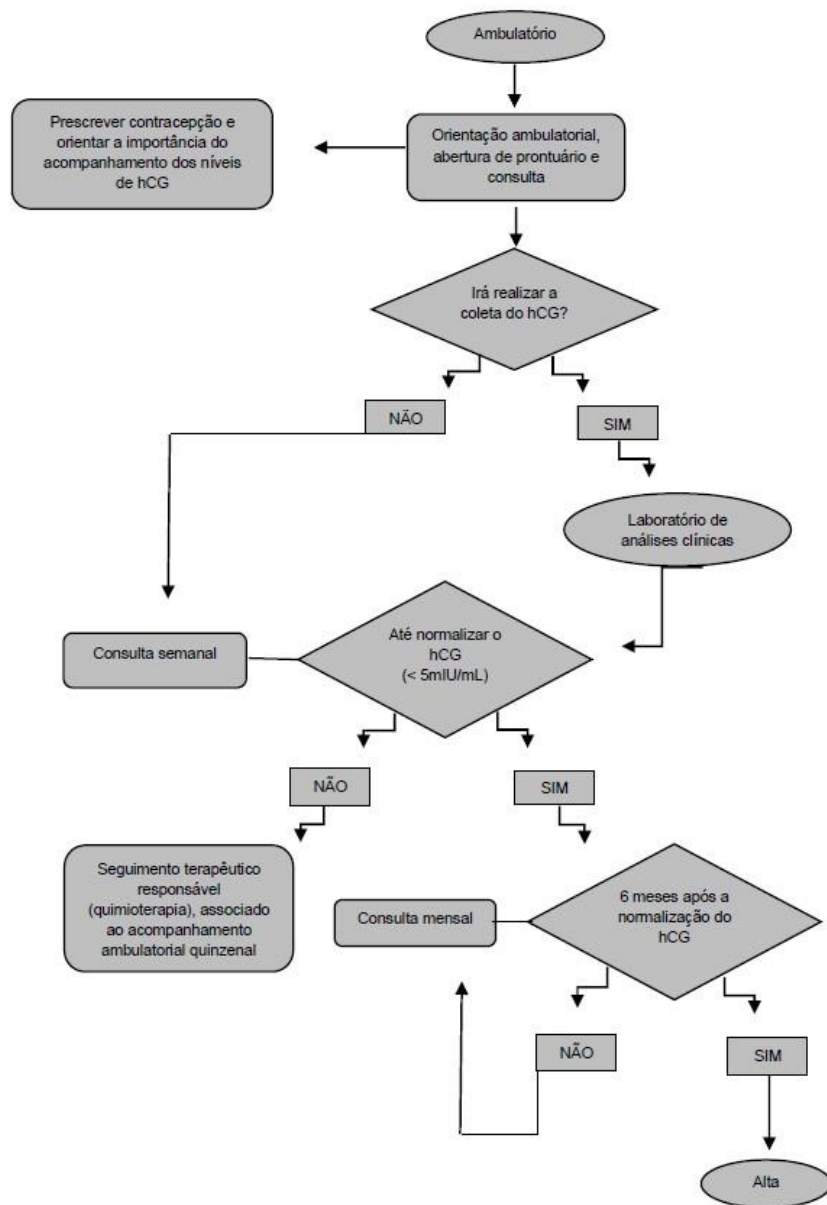 Ambulatório
Prescrever contracepção e
orientar a importância do
acompanhamento dos níveis
de hCG
Orientação ambulatorial,
abertura de prontuário e
consulta
Irá realizar a
coleta do hCG?
NÃO
SIM
Laboratório de
análises clínicas
Consulta semanal
Até normalizar o
hCG
(< 5mIU/mL)
NÃO
SIM
Seguimento terapêutico
responsável
(quimioterapia), associado
ao acompanhamento
ambulatorial quinzenal
Consulta mensal
6 meses após a
normalização do
hCG
NÃO
SIM
Alta